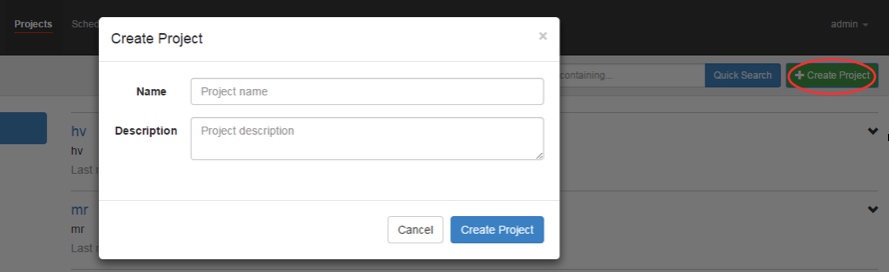 Projects Sched admin
Create Project ×
containing... Quick Search + Create Project
Name Project name
Description Project description
hv
hv
Last
mr
mr
Last
Cancel Create Project